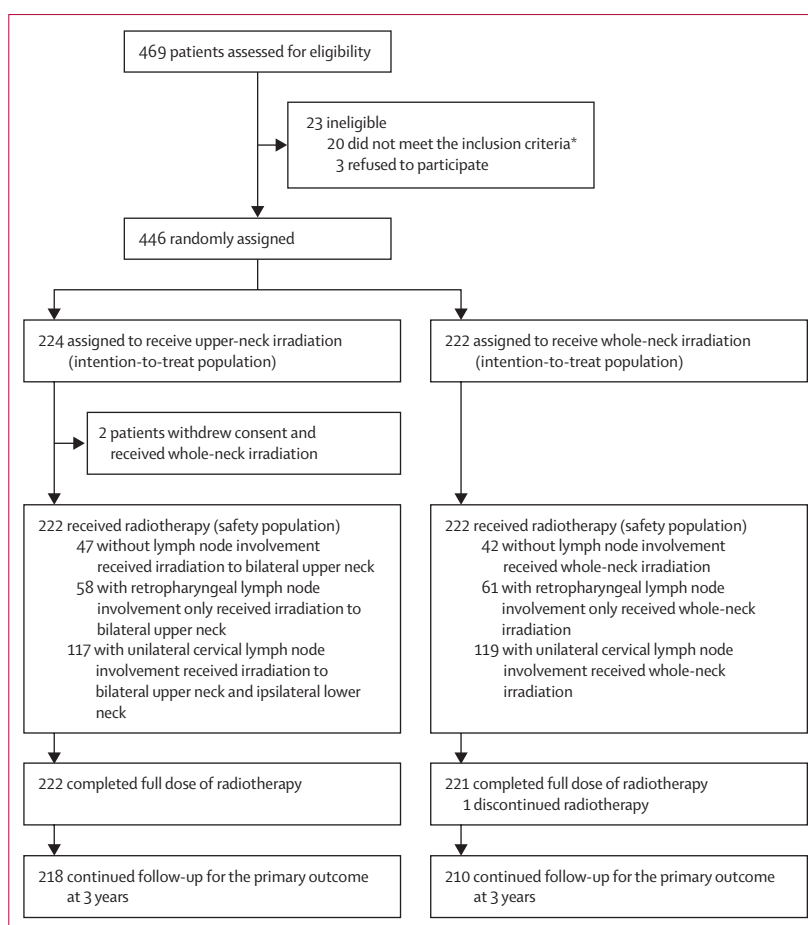 469 patients assessed for eligibility
23 ineligible
20 did not meet the inclusion criteria*
3 refused to participate
446 randomly assigned
224 assigned to receive upper-neck irradiation
(intention-to-treat population)
222 assigned to receive whole-neck irradiation
(intention-to-treat population)
2 patients withdrew consent and
received whole-neck irradiation
222 received radiotherapy (safety population)
47 without lymph node involvement
received irradiation to bilateral upper neck
58 with retropharyngeal lymph node
involvement only received irradiation to
bilateral upper neck
117 with unilateral cervical lymph node
involvement received irradiation to
bilateral upper neck and ipsilateral lower
neck
222 received radiotherapy (safety population)
42 without lymph node involvement
received whole-neck irradiation
61 with retropharyngeal lymph node
involvement only received whole-neck
irradiation
119 with unilateral cervical lymph node
involvement received whole-neck
irradiation
222 completed full dose of radiotherapy
221 completed full dose of radiotherapy
1 discontinued radiotherapy
218 continued follow-up for the primary outcome
at 3 years
210 continued follow-up for the primary outcome
at 3 years